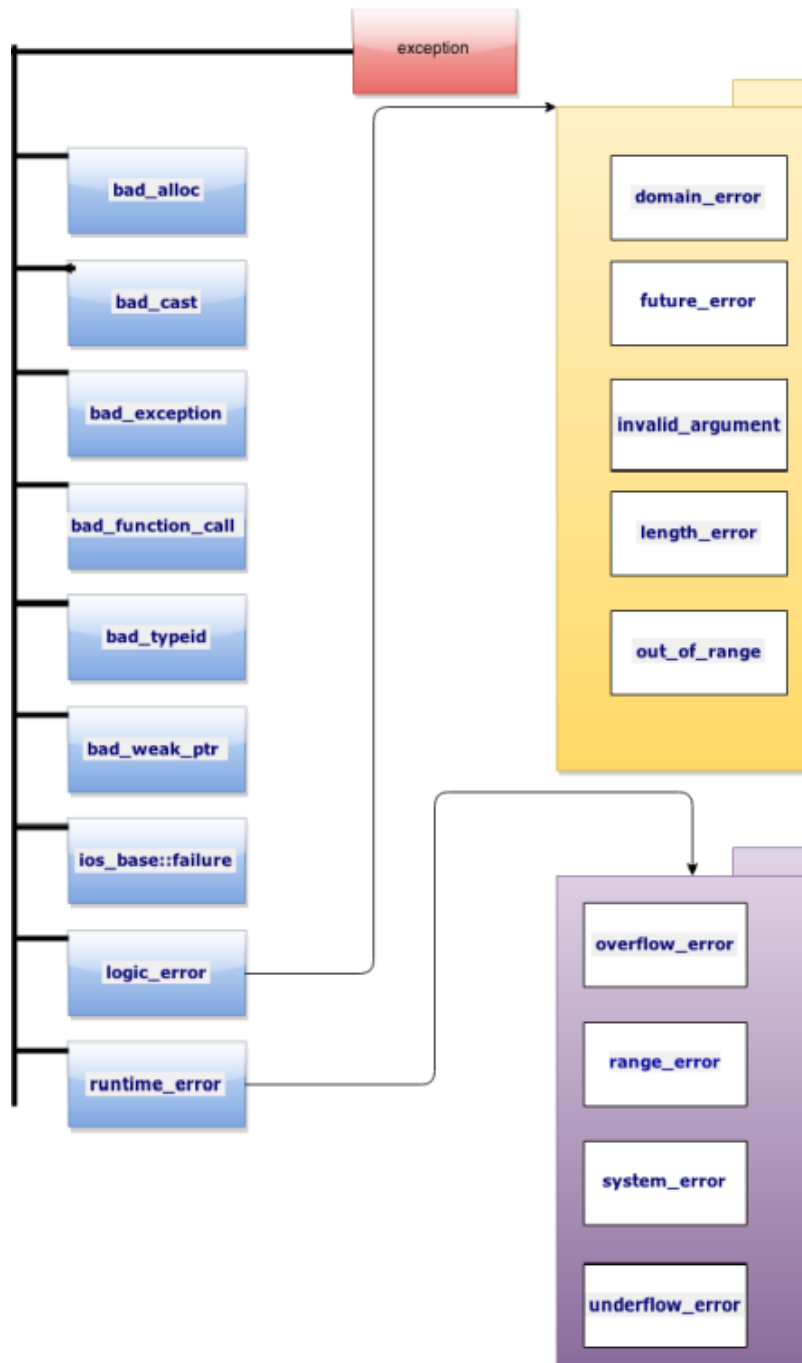 exception
bad_alloc
bad_cast
bad_exception
bad_function_call
bad_typeid
bad_weak_ptr
ios_base::failure
logic_error
runtime_error
domain_error
future_error
invalid_argument
length_error
out_of_range
overflow_error
range_error
system_error
underflow_error